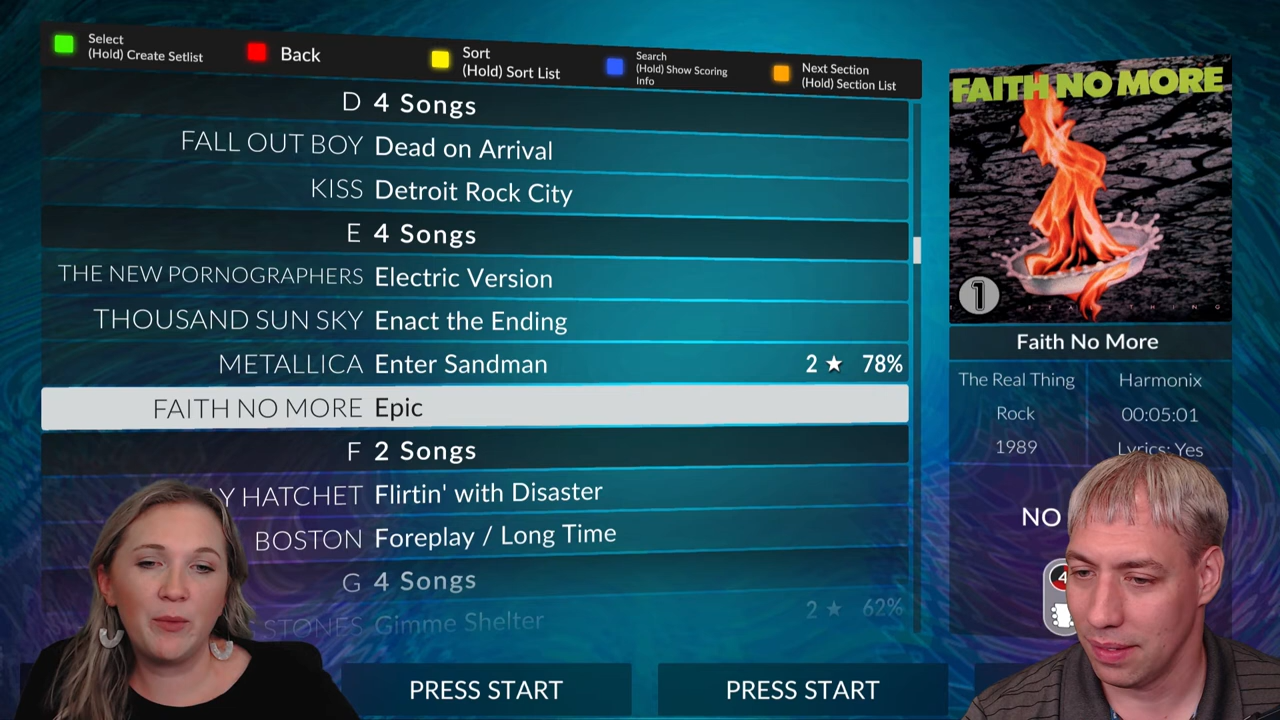 Select
(Hold) Create Setlist
Back
Sort
(Hold) Sort List
Search
(Hold) Show Scoring
Info
Next Section
(Hold) Section List
D 4 Songs
FALL OUT BOY Dead on Arrival
KISS Detroit Rock City
E 4 Songs
THE NEW PORNOGRAPHERS Electric Version
THOUSAND SUN SKY Enact the Ending
METALLICA Enter Sandman 2 ★ 78%
FAITH NO MORE Epic
F 2 Songs
HATCHET Flirtin' with Disaster
BOSTON Foreplay / Long Time
G 4 Songs
STONES Gimme Shelter 2 ★ 62%
FAITH NO MORE
1
Faith No More
The Real Thing
Harmonix
Rock
00:05:01
1989
Lyrics: Yes
NO
4
PRESS START
PRESS START